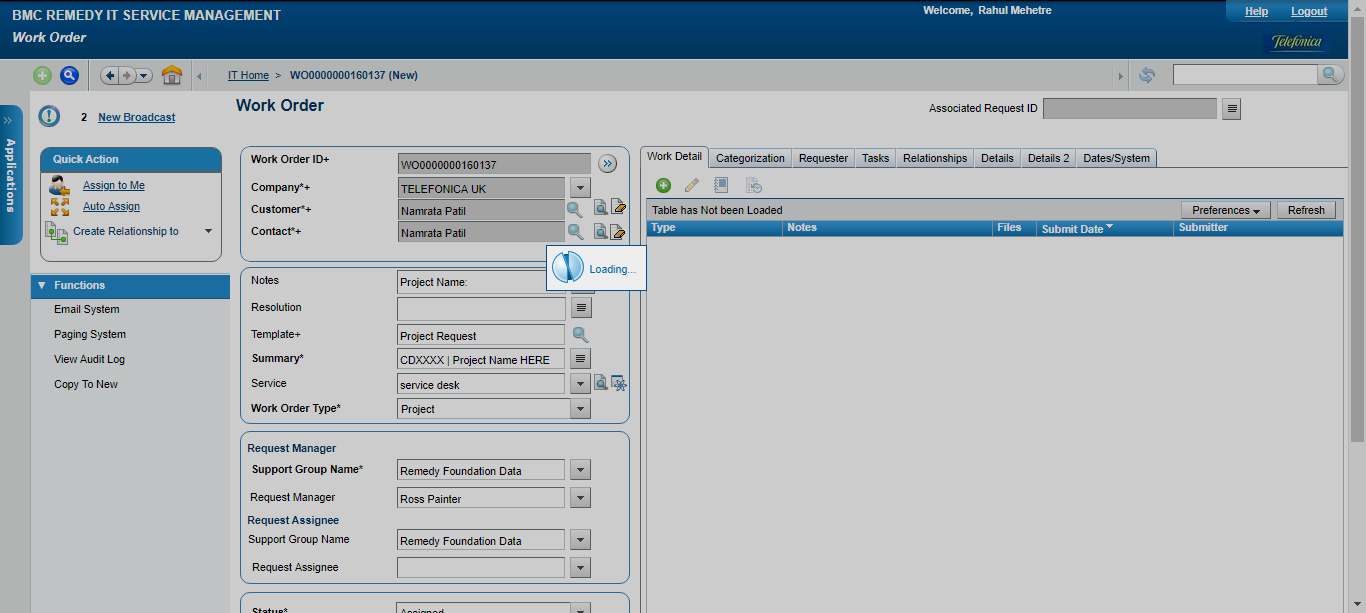 BMC REMEDY IT SERVICE MANAGEMENT
Welcome, Rahul Mehetre
Help Logout
Work Order
Telefónica
IT Home > WO0000000160137 (New)
2 New Broadcast
Work Order
Associated Request ID
Applications
Quick Action
Assign to Me
Auto Assign
Create Relationship to
Functions
Email System
Paging System
View Audit Log
Copy To New
Work Order ID+ WO0000000160137
Company*+ TELEFONICA UK
Customer*+ Namrata Patil
Contact*+ Namrata Patil
Loading...
Notes Project Name:
Resolution
Template+ Project Request
Summary* CDXXXX | Project Name HERE
Service service desk
Work Order Type* Project
Request Manager
Support Group Name* Remedy Foundation Data
Request Manager Ross Painter
Request Assignee
Support Group Name Remedy Foundation Data
Request Assignee
Status* Assigned
Work Detail Categorization Requester Tasks Relationships Details Details 2 Dates/System
Table has Not been Loaded Preferences Refresh
Type Notes Files Submit Date Submitter